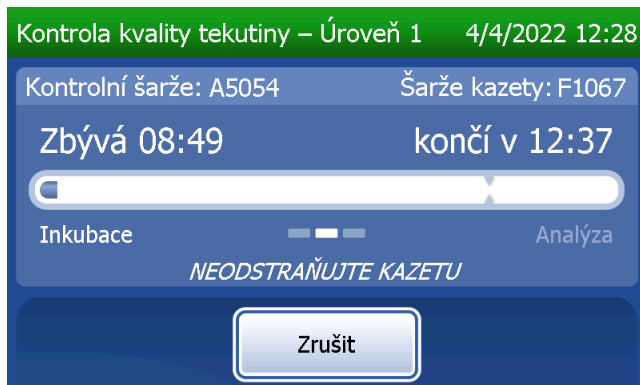 Kontrola kvality tekutiny – Úroveň 1 4/4/2022 12:28
Kontrolní šarže: A5054 Šarže kazety: F1067
Zbývá 08:49 končí v 12:37
Inkubace Analýza
NEODSTRAŇUJTE KAZETU
Zrušit